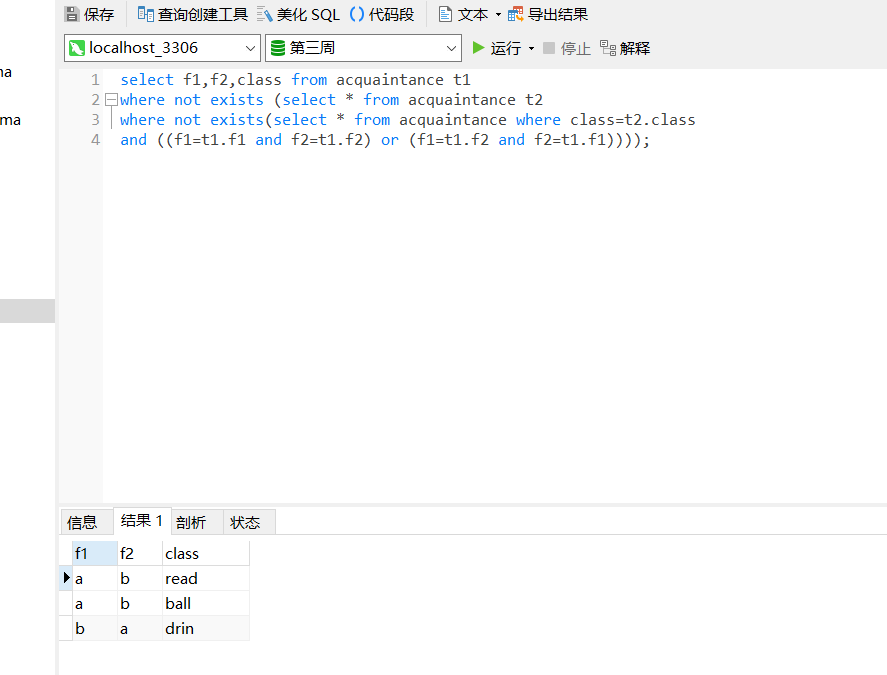 保存 查询创建工具 美化 SQL () 代码段 文本 导出结果
localhost_3306 第三周 运行 停止 解释
na
ma
1 select f1,f2,class from acquaintance t1
2 where not exists (select * from acquaintance t2
3 where not exists(select * from acquaintance where class=t2.class
4 and ((f1=t1.f1 and f2=t1.f2) or (f1=t1.f2 and f2=t1.f1))));
信息 结果 1 剖析 状态
f1 f2 class
a b read
a b ball
b a drin